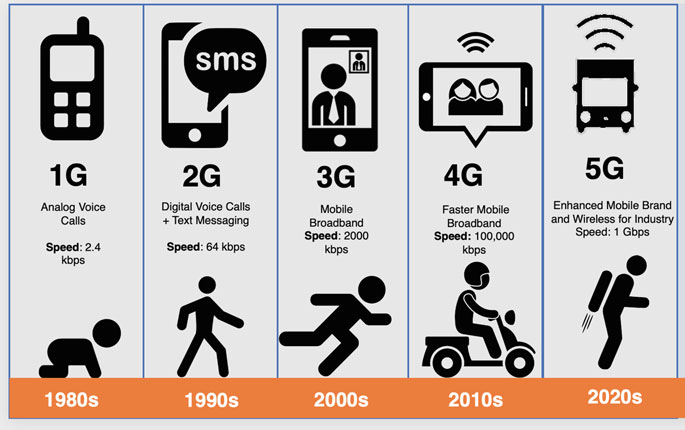 sms
1G
Analog Voice
Calls
Speed: 2.4
kbps
1980s
2G
Digital Voice Calls
+ Text Messaging
Speed: 64 kbps
1990s
3G
Mobile
Broadband
Speed: 2000
kbps
2000s
4G
Faster Mobile
Broadband
Speed: 100,000
kbps
2010s
5G
Enhanced Mobile Brand
and Wireless for Industry
Speed: 1 Gbps
2020s